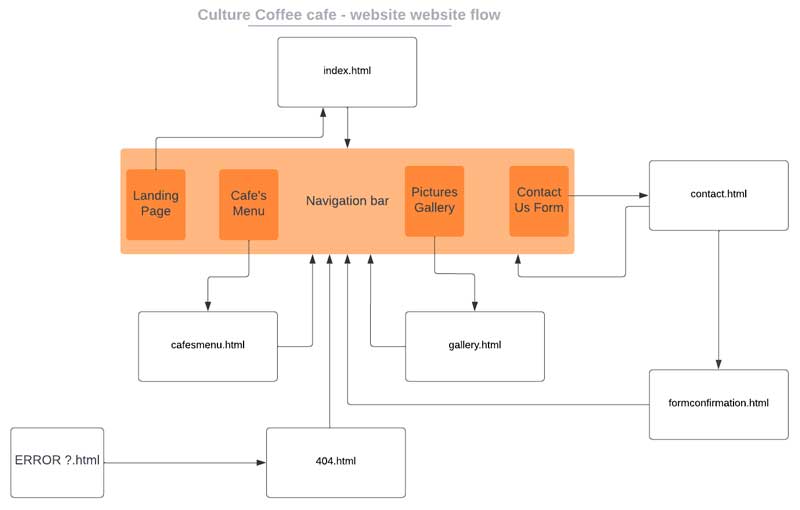 Culture Coffee cafe - website website flow
index.html
Landing
Page
Cafe's
Menu
Navigation bar
Pictures
Gallery
Contact
Us Form
contact.html
cafesmenu.html
gallery.html
formconfirmation.html
ERROR ?.html
404.html